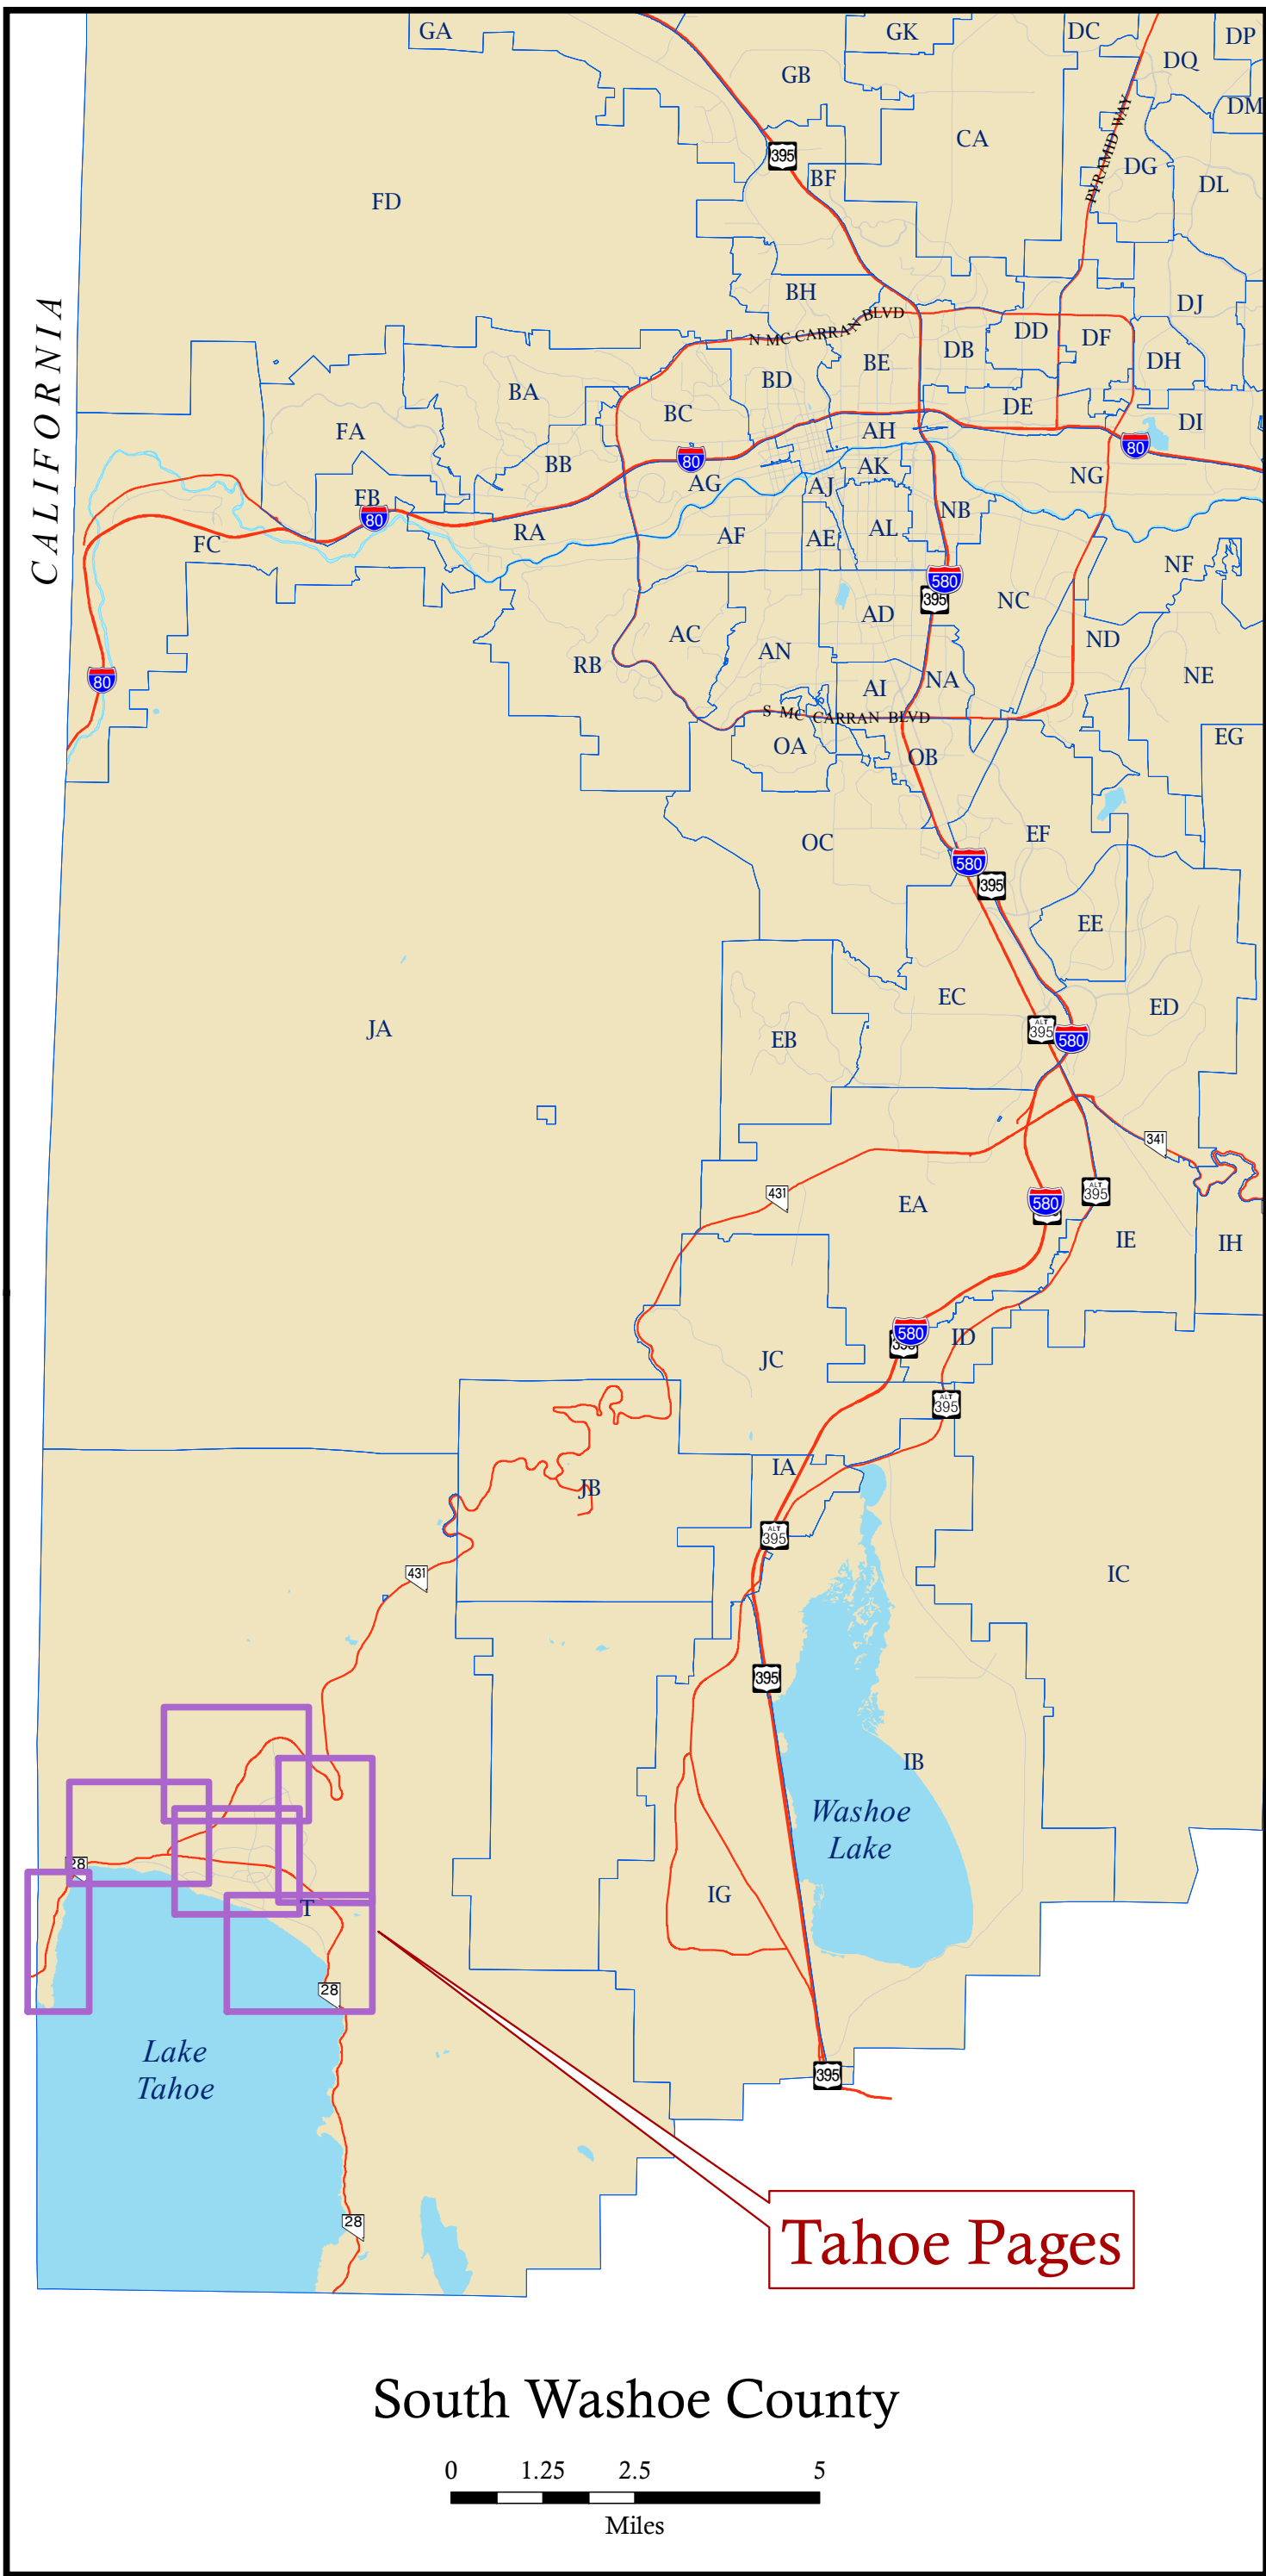 GA
GK
DC
DP
DQ
GB
DM
CA
395
PYRAMID WAY
DG
BF
DL
FD
BH
DJ
CALIFORNIA
N MC CARRAN BLVD
DD
DF
DB
BE
DH
BD
BA
DE
BC
DI
FA
AH
80
80
BB
AK
NG
AG
AJ
FB
80
NB
AL
RA
AF
AE
FC
NF
580
395
NC
AD
AC
ND
AN
RB
NE
80
NA
AI
S MC CARRAN BLVD
EG
OA
OB
EF
OC
580
395
EE
EC
ED
JA
ALT
395
580
EB
341
431
ALT
395
580
EA
IE
IH
580
ID
JC
ALT
395
IA
JB
ALT
395
431
IC
395
IB
Washoe
Lake
28
IG
T
28
Lake
Tahoe
395
28
Tahoe Pages
South Washoe County
0 1.25 2.5 5
Miles